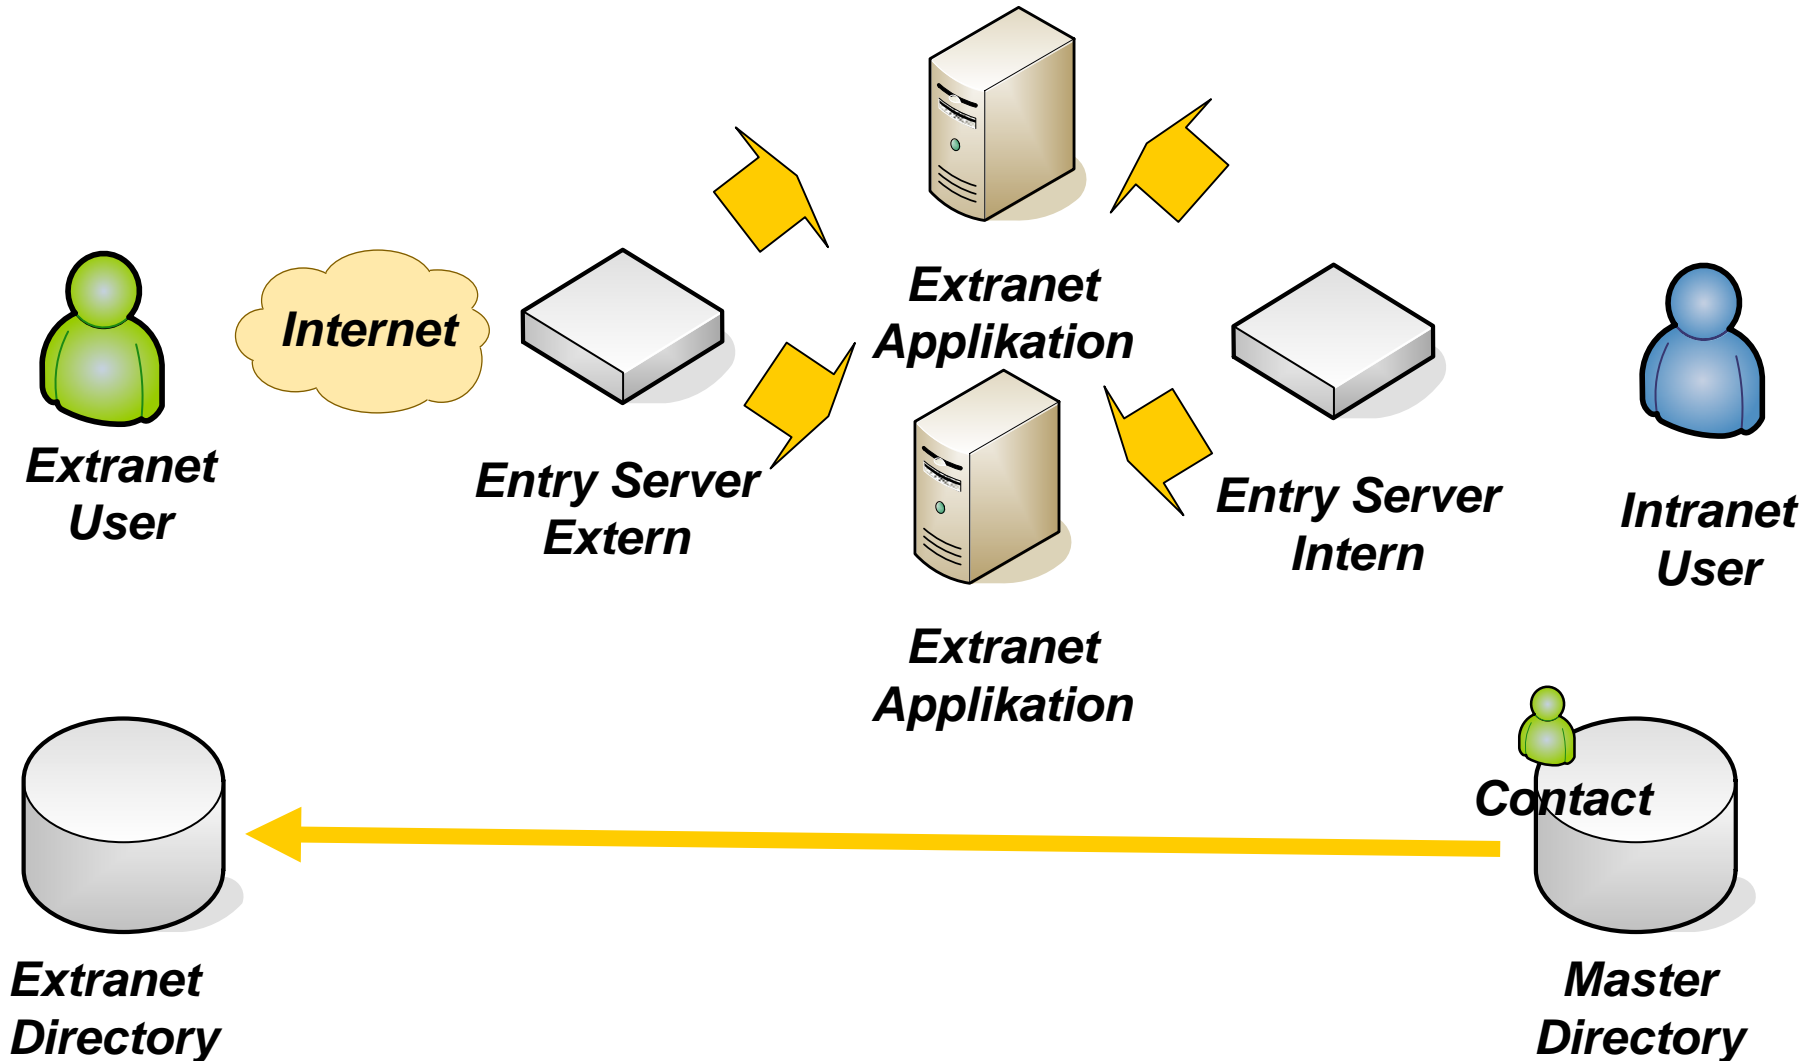 Extranet
Applikation
Internet
Extranet
User
Entry Server
Extern
Entry Server
Intern
Intranet
User
Extranet
Applikation
Contact
Extranet
Directory
Master
Directory